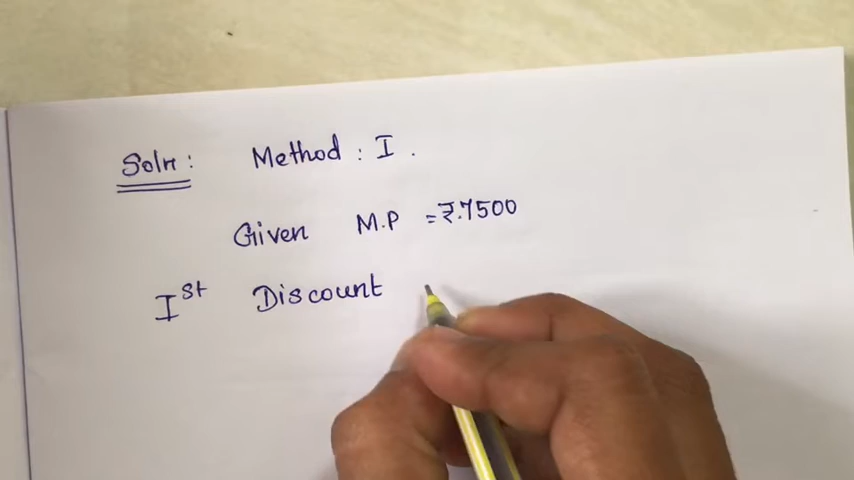 Soln: Method : I .
Given M.P = ₹.7500
Ist Discount